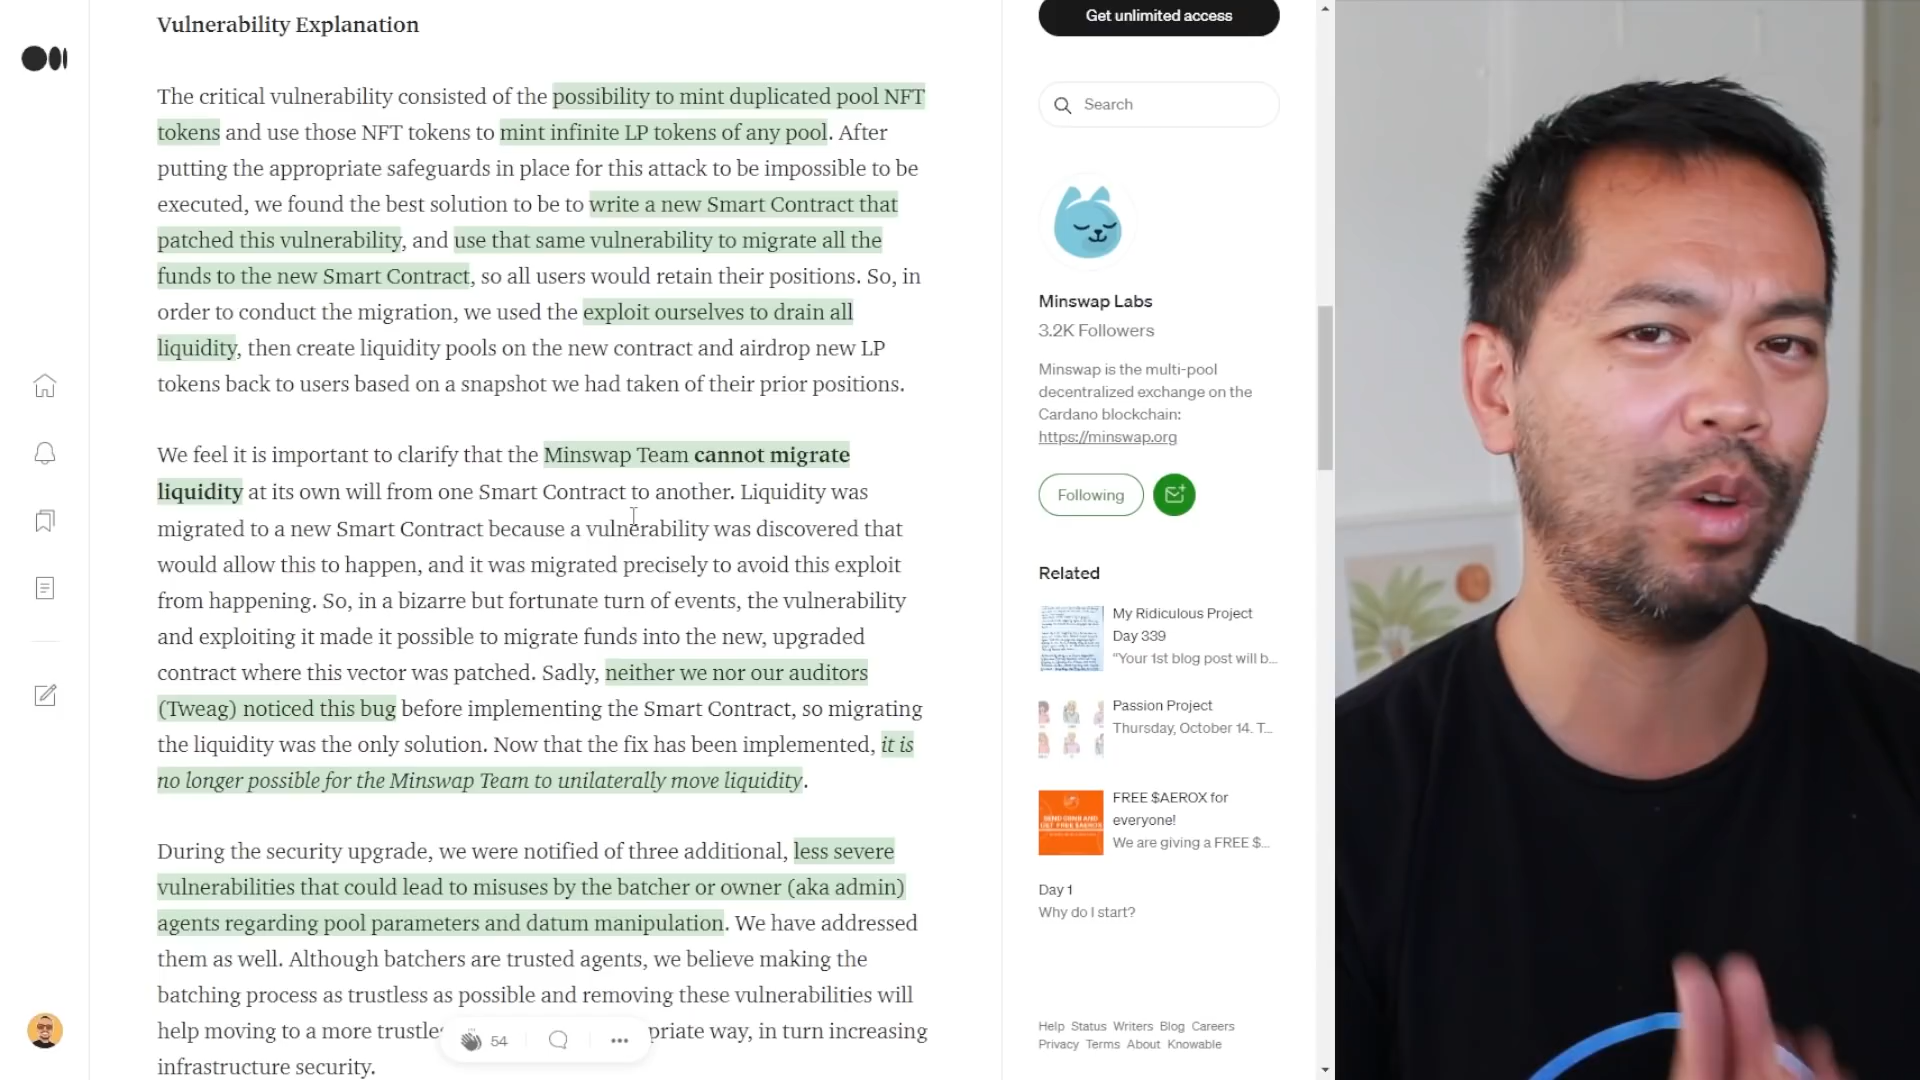 Vulnerability Explanation
The critical vulnerability consisted of the possibility to mint duplicated pool NFT
tokens and use those NFT tokens to mint infinite LP tokens of any pool. After
putting the appropriate safeguards in place for this attack to be impossible to be
executed, we found the best solution to be to write a new Smart Contract that
patched this vulnerability, and use that same vulnerability to migrate all the
funds to the new Smart Contract, so all users would retain their positions. So, in
order to conduct the migration, we used the exploit ourselves to drain all
liquidity, then create liquidity pools on the new contract and airdrop new LP
tokens back to users based on a snapshot we had taken of their prior positions.
We feel it is important to clarify that the Minswap Team cannot migrate
liquidity at its own will from one Smart Contract to another. Liquidity was
migrated to a new Smart Contract because a vulnerability was discovered that
would allow this to happen, and it was migrated precisely to avoid this exploit
from happening. So, in a bizarre but fortunate turn of events, the vulnerability
and exploiting it made it possible to migrate funds into the new, upgraded
contract where this vector was patched. Sadly, neither we nor our auditors
(Tweag) noticed this bug before implementing the Smart Contract, so migrating
the liquidity was the only solution. Now that the fix has been implemented, it is
no longer possible for the Minswap Team to unilaterally move liquidity.
During the security upgrade, we were notified of three additional, less severe
vulnerabilities that could lead to misuses by the batcher or owner (aka admin)
agents regarding pool parameters and datum manipulation. We have addressed
them as well. Although batchers are trusted agents, we believe making the
batching process as trustless as possible and removing these vulnerabilities will
help moving to a more trustle priate way, in turn increasing
infrastructure security.
54
Get unlimited access
Search
Minswap Labs
3.2K Followers
Minswap is the multi-pool
decentralized exchange on the
Cardano blockchain:
https://minswap.org
Following
Related
My Ridiculous Project
Day 339
"Your 1st blog post will b...
Passion Project
Thursday, October 14. T...
SEND GRBS AND
GET FREE $AEROX
FREE $AEROX for
everyone!
We are giving a FREE $...
Day 1
Why do I start?
Help Status Writers Blog Careers
Privacy Terms About Knowable